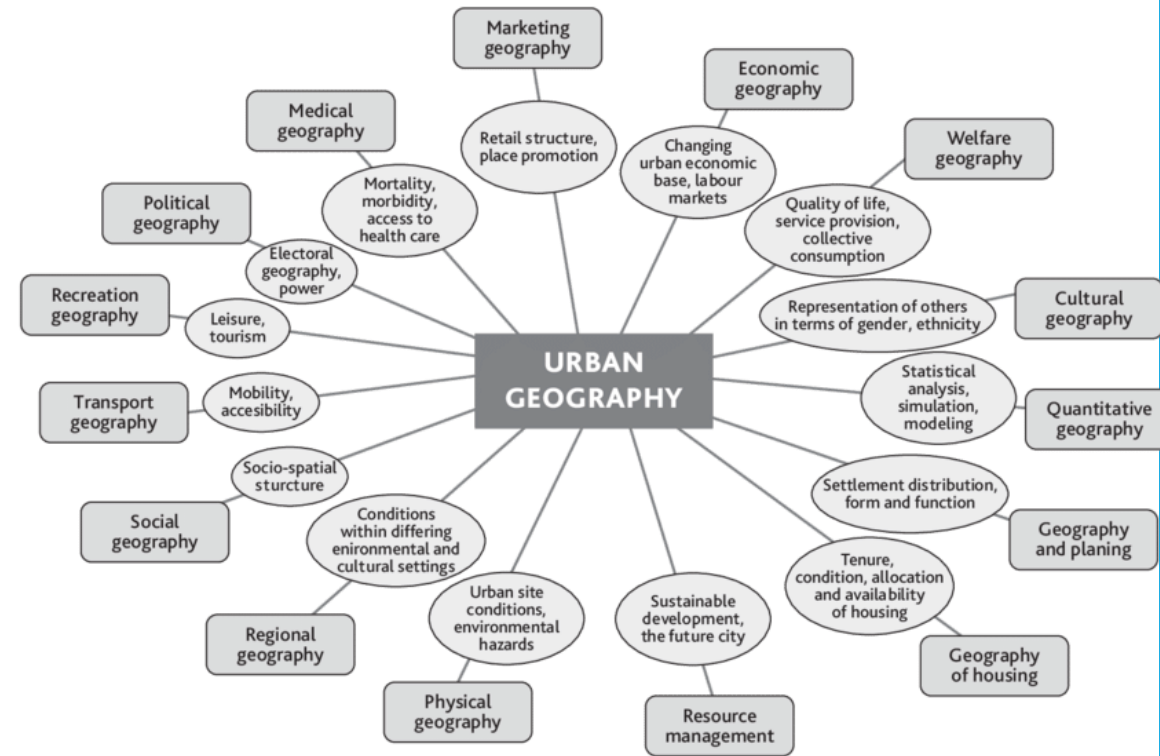 Marketing
geography
Retail structure,
place promotion
Economic
geography
Changing
urban economic
base, labour
markets
Welfare
geography
Quality of life,
service provision,
collective
consumption
Cultural
geography
Representation of others
in terms of gender, ethnicity
Quantitative
geography
Statistical
analysis,
simulation,
modeling
Geography
and planing
Settlement distribution,
form and function
Geography
of housing
Tenure,
condition, allocation
and availability
of housing
Resource
management
Sustainable
development,
the future city
Physical
geography
Urban site
conditions,
environmental
hazards
Regional
geography
Conditions
within differing
enironmental and
cultural settings
Social
geography
Socio-spatial
sturcture
Transport
geography
Mobility,
accesibility
Recreation
geography
Leisure,
tourism
Political
geography
Electoral
geography,
power
Medical
geography
Mortality,
morbidity,
access to
health care
URBAN
GEOGRAPHY